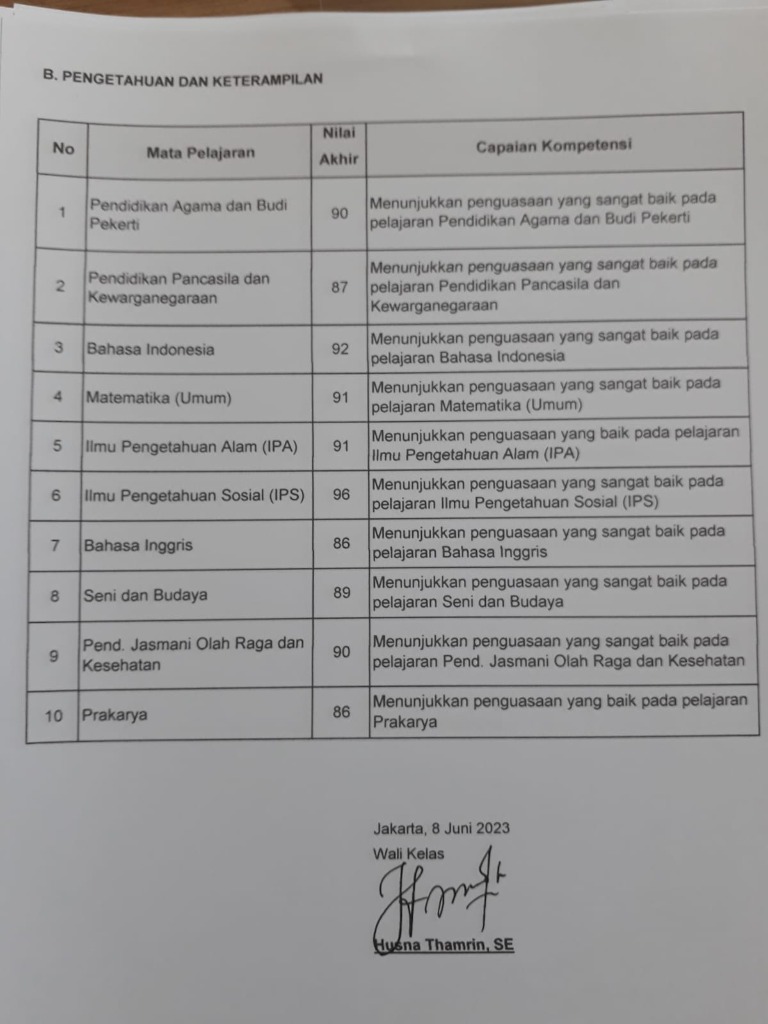 B. PENGETAHUAN DAN KETERAMPILAN
No Mata Pelajaran Nilai Akhir Capaian Kompetensi
1 Pendidikan Agama dan Budi Pekerti 90 Menunjukkan penguasaan yang sangat baik pada
pelajaran Pendidikan Agama dan Budi Pekerti
2 Pendidikan Pancasila dan Kewarganegaraan 87 Menunjukkan penguasaan yang sangat baik pada
pelajaran Pendidikan Pancasila dan
Kewarganegaraan
3 Bahasa Indonesia 92 Menunjukkan penguasaan yang sangat baik pada
pelajaran Bahasa Indonesia
4 Matematika (Umum) 91 Menunjukkan penguasaan yang sangat baik pada
pelajaran Matematika (Umum)
5 Ilmu Pengetahuan Alam (IPA) 91 Menunjukkan penguasaan yang baik pada pelajaran
Ilmu Pengetahuan Alam (IPA)
6 Ilmu Pengetahuan Sosial (IPS) 96 Menunjukkan penguasaan yang sangat baik pada
pelajaran Ilmu Pengetahuan Sosial (IPS)
7 Bahasa Inggris 86 Menunjukkan penguasaan yang sangat baik pada
pelajaran Bahasa Inggris
8 Seni dan Budaya 89 Menunjukkan penguasaan yang sangat baik pada
pelajaran Seni dan Budaya
9 Pend. Jasmani Olah Raga dan Kesehatan 90 Menunjukkan penguasaan yang sangat baik pada
pelajaran Pend. Jasmani Olah Raga dan Kesehatan
10 Prakarya 86 Menunjukkan penguasaan yang baik pada pelajaran
Prakarya
Jakarta, 8 Juni 2023
Wali Kelas
Husna Thamrin, SE